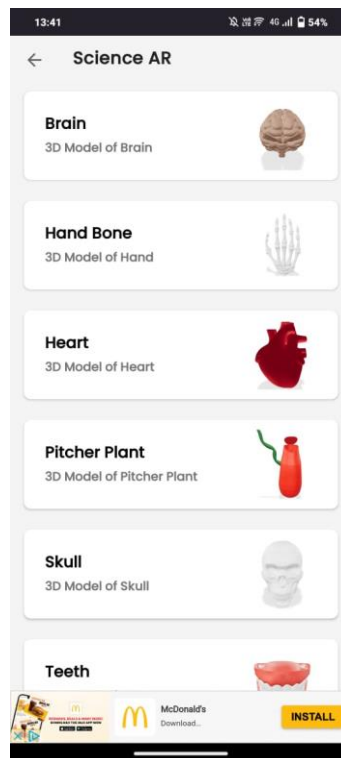 13:41 4G 54%
Science AR
Brain
3D Model of Brain
Hand Bone
3D Model of Hand
Heart
3D Model of Heart
Pitcher Plant
3D Model of Pitcher Plant
Skull
3D Model of Skull
Teeth
McDonald's
Download...
INSTALL